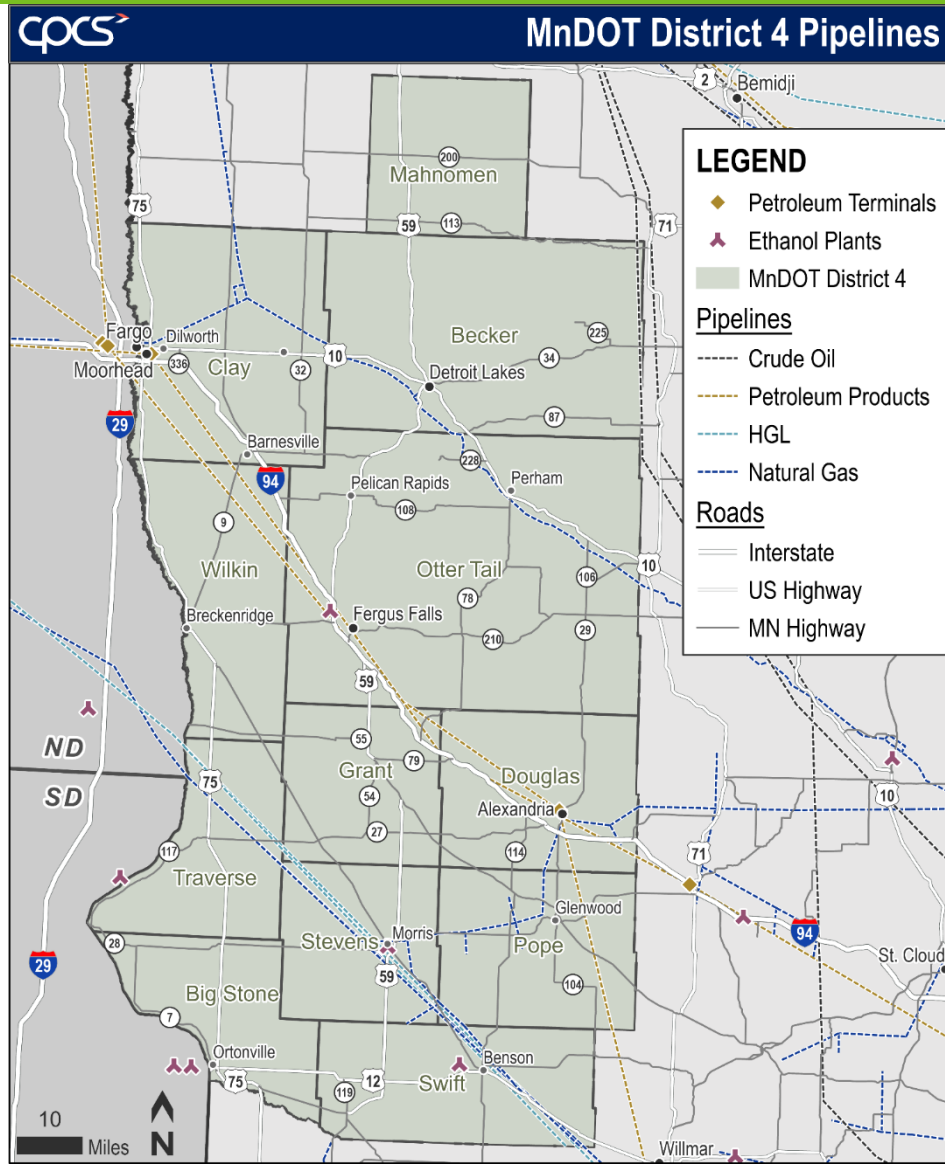 CPCS
MnDOT District 4 Pipelines
2
Bemidji
LEGEND
Petroleum Terminals
Ethanol Plants
MnDOT District 4
Pipelines
Crude Oil
Petroleum Products
HGL
Natural Gas
Roads
Interstate
US Highway
MN Highway
200
Mahnomen
75
59
113
71
Fargo
Dilworth
Moorhead
336
Clay
32
10
Becker
225
34
Detroit Lakes
87
29
Barnesville
94
228
Pelican Rapids
Perham
108
9
Wilkin
Otter Tail
10
106
78
Breckenridge
Fergus Falls
210
29
59
ND
SD
55
79
75
Grant
Douglas
54
Alexandria
10
27
117
114
71
Traverse
Glenwood
28
Stevens
Morris
Pope
94
St. Cloud
29
59
104
Big Stone
7
Ortonville
Benson
75
12
Swift
119
10
Miles
N
Willmar